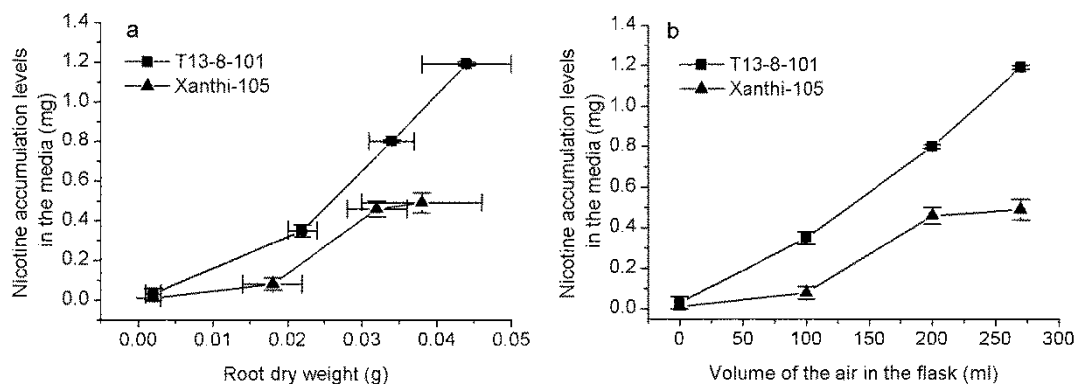 a
T13-8-101
Xanthi-105
Nicotine accumulation levels
in the media (mg)
1.4
1.2
1.0
0.8
0.6
0.4
0.2
0.0
0.00 0.01 0.02 0.03 0.04 0.05
Root dry weight (g)
b
T13-8-101
Xanthi-105
Nicotine accumulation levels
in the media (mg)
1.4
1.2
1.0
0.8
0.6
0.4
0.2
0.0
0 50 100 150 200 250 300
Volume of the air in the flask (ml)